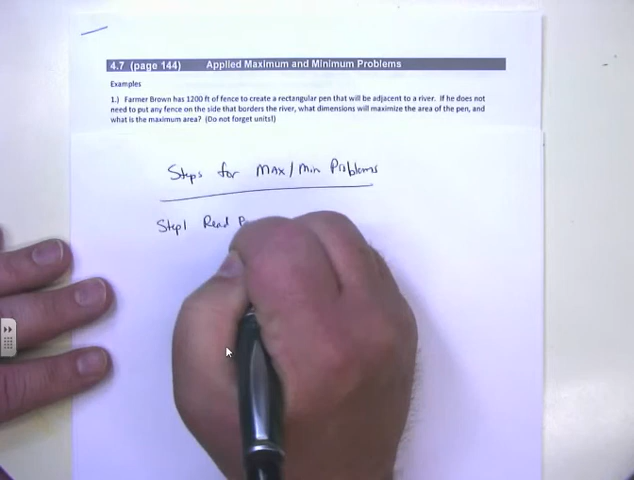 4.7 (page 144) Applied Maximum and Minimum Problems
Examples
1.) Farmer Brown has 1200 ft of fence to create a rectangular pen that will be adjacent to a river. If he does not
need to put any fence on the side that borders the river, what dimensions will maximize the area of the pen, and
what is the maximum area? (Do not forget units!)
Steps for Max/Min Problems
Step 1 Read